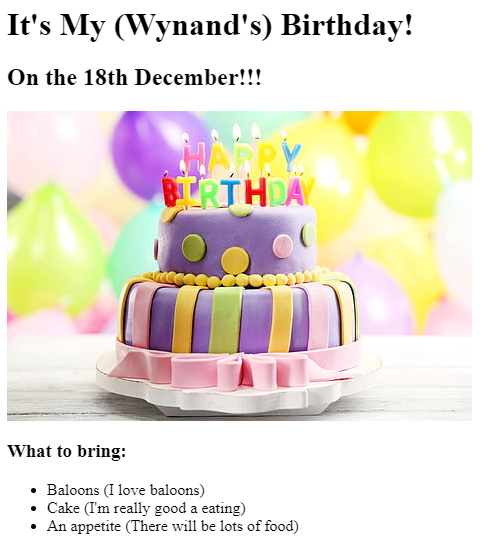 It's My (Wynand's) Birthday!
On the 18th December!!!
HAPPY
BIRTHDAY
What to bring:
Baloons (I love baloons)
Cake (I'm really good a eating)
An appetite (There will be lots of food)